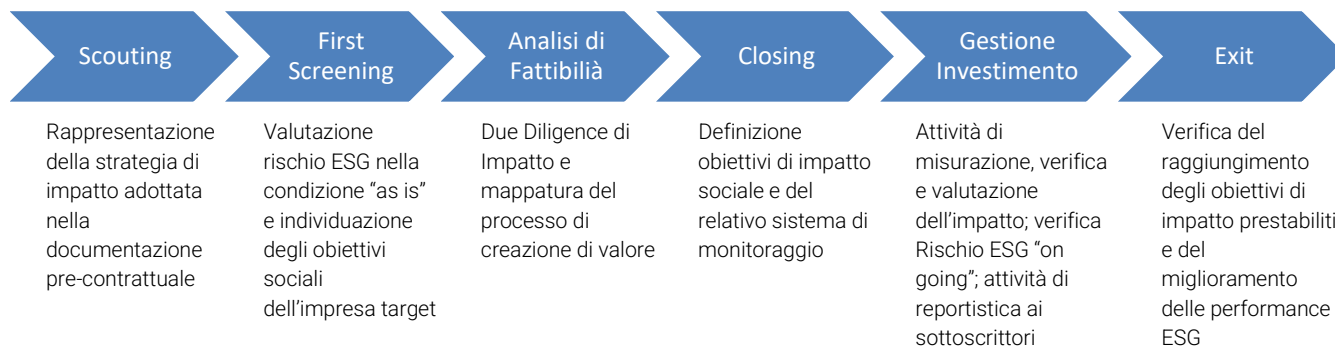 Scouting
First
Screening
Analisi di
Fattibilià
Closing
Gestione
Investimento
Exit
Rappresentazione
della strategia di
impatto adottata
nella
documentazione
pre-contrattuale
Valutazione
rischio ESG nella
condizione “as is”
e individuazione
degli obiettivi
sociali
dell’impresa target
Due Diligence di
Impatto e
mappatura del
processo di
creazione di valore
Definizione
obiettivi di impatto
sociale e del
relativo sistema di
monitoraggio
Attività di
misurazione, verifica
e valutazione
dell’impatto; verifica
Rischio ESG “on
going”; attività di
reportistica ai
sottoscrittori
Verifica del
raggiungimento
degli obiettivi di
impatto prestabiliti
e del
miglioramento
delle performance
ESG